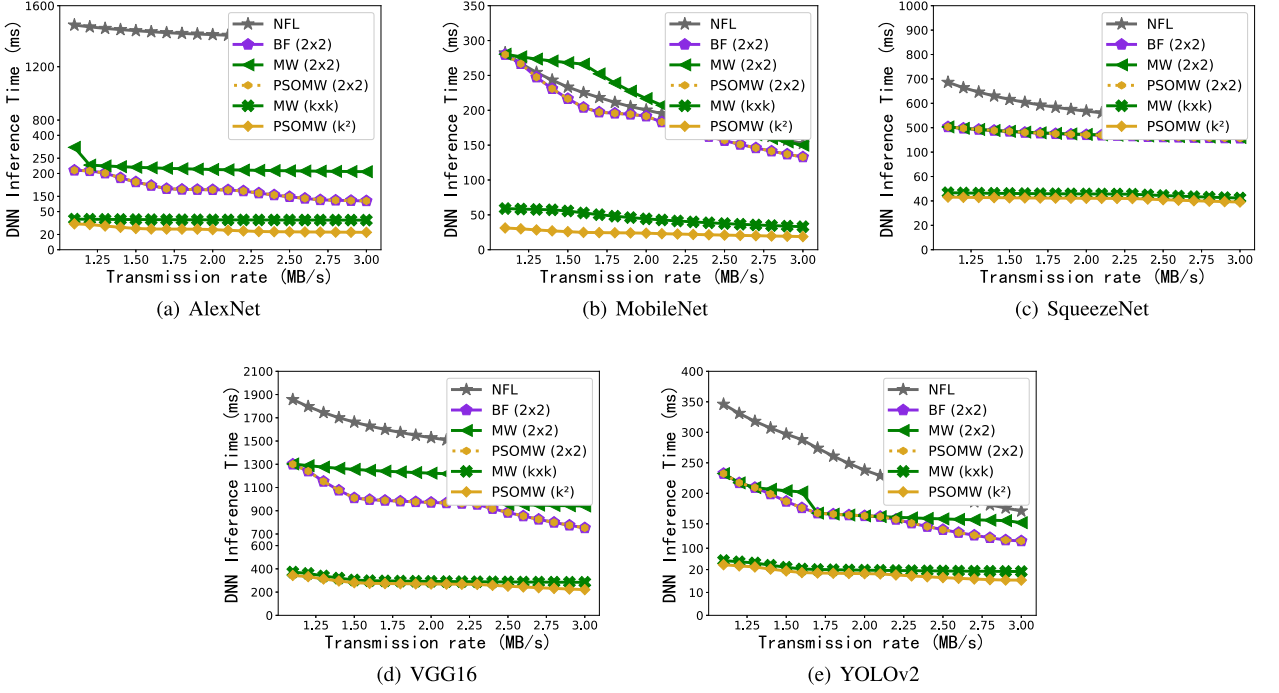 DNN Inference Time (ms)
1600
1200
800
400
250
200
150
50
20
0
NFL
BF (2x2)
MW (2x2)
PSOMW (2x2)
MW (kxk)
PSOMW (k²)
1.25 1.50 1.75 2.00 2.25 2.50 2.75 3.00
Transmission rate (MB/s)
(a) AlexNet
DNN Inference Time (ms)
350
300
250
200
150
100
50
0
NFL
BF (2x2)
MW (2x2)
PSOMW (2x2)
MW (kxk)
PSOMW (k²)
1.25 1.50 1.75 2.00 2.25 2.50 2.75 3.00
Transmission rate (MB/s)
(b) MobileNet
DNN Inference Time (ms)
1000
900
800
700
600
500
100
60
40
20
0
NFL
BF (2x2)
MW (2x2)
PSOMW (2x2)
MW (kxk)
PSOMW (k²)
1.25 1.50 1.75 2.00 2.25 2.50 2.75 3.00
Transmission rate (MB/s)
(c) SqueezeNet
DNN Inference Time (ms)
2100
1900
1700
1500
1300
1100
900
700
600
400
200
0
NFL
BF (2x2)
MW (2x2)
PSOMW (2x2)
MW (kxk)
PSOMW (k²)
1.25 1.50 1.75 2.00 2.25 2.50 2.75 3.00
Transmission rate (MB/s)
(d) VGG16
DNN Inference Time (ms)
400
350
300
250
200
150
100
20
10
0
NFL
BF (2x2)
MW (2x2)
PSOMW (2x2)
MW (kxk)
PSOMW (k²)
1.25 1.50 1.75 2.00 2.25 2.50 2.75 3.00
Transmission rate (MB/s)
(e) YOLOv2